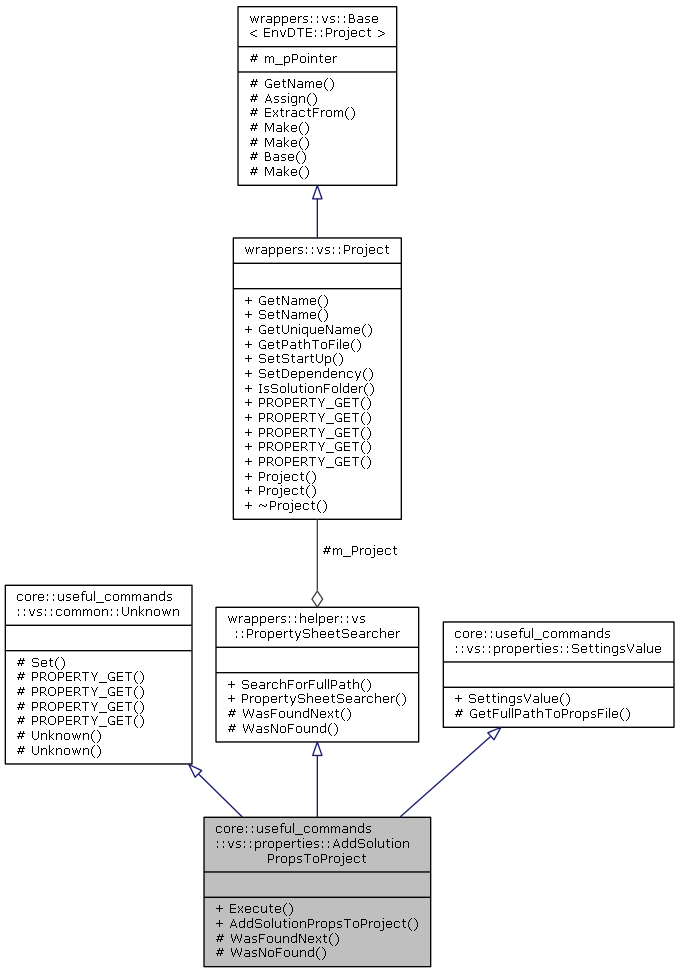 wrappers::vs::Base
< EnvDTE::Project >
# m_pPointer
# GetName()
# Assign()
# ExtractFrom()
# Make()
# Make()
# Base()
# Make()
wrappers::vs::Project
+ GetName()
+ SetName()
+ GetUniqueName()
+ GetPathToFile()
+ SetStartUp()
+ SetDependency()
+ IsSolutionFolder()
+ PROPERTY_GET()
+ PROPERTY_GET()
+ PROPERTY_GET()
+ PROPERTY_GET()
+ PROPERTY_GET()
+ Project()
+ Project()
+ ~Project()
#m_Project
core::useful_commands
::vs::common::Unknown
# Set()
# PROPERTY_GET()
# PROPERTY_GET()
# PROPERTY_GET()
# PROPERTY_GET()
# Unknown()
# Unknown()
wrappers::helper::vs
::PropertySheetSearcher
+ SearchForFullPath()
+ PropertySheetSearcher()
# WasFoundNext()
# WasNoFound()
core::useful_commands
::vs::properties::SettingsValue
+ SettingsValue()
# GetFullPathToPropsFile()
core::useful_commands
::vs::properties::AddSolution
PropsToProject
+ Execute()
+ AddSolutionPropsToProject()
# WasFoundNext()
# WasNoFound()